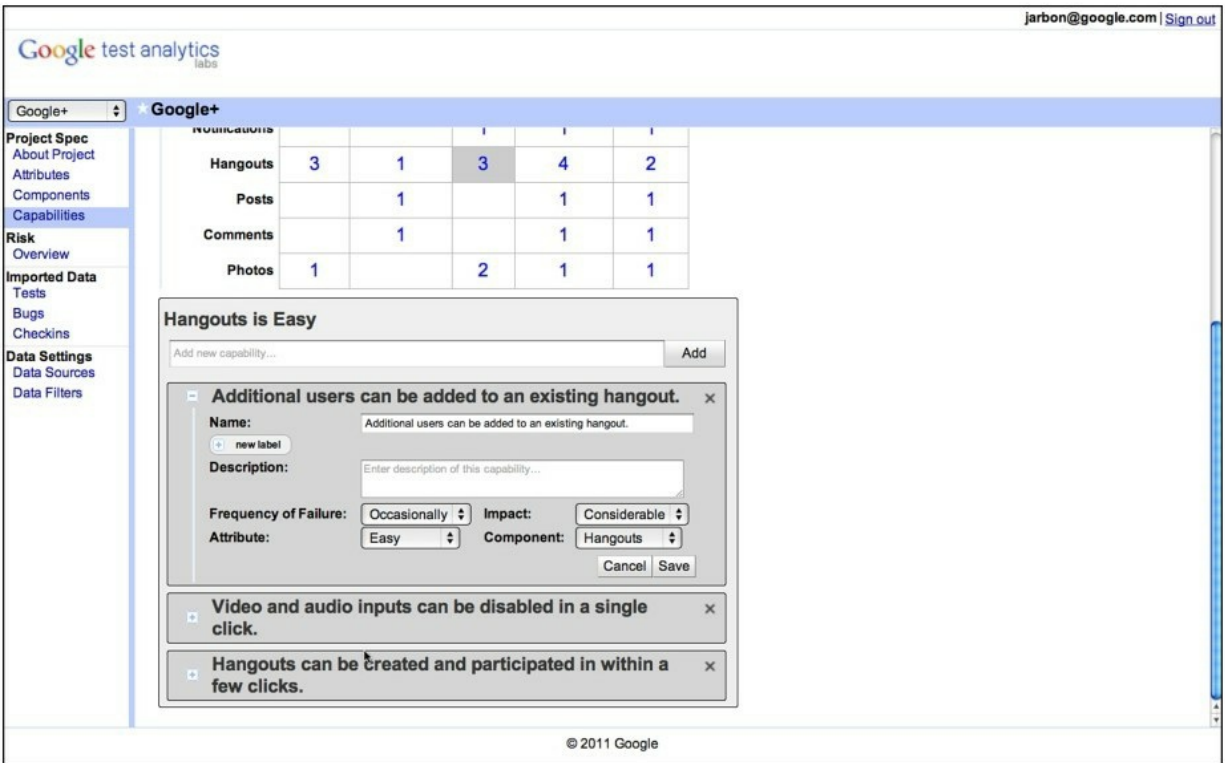 jarbon@google.com | Sign out
Google test analytics
labs
Google+
Google+
Project Spec
About Project
Attributes
Components
Capabilities
Risk
Overview
Imported Data
Tests
Bugs
Checkins
Data Settings
Data Sources
Data Filters
Notifications 1 1 1
Hangouts 3 1 3 4 2
Posts 1 1 1
Comments 1 1 1
Photos 1 2 1 1
Hangouts is Easy
Add new capability... Add
Additional users can be added to an existing hangout.
Name: Additional users can be added to an existing hangout.
new label
Description: Enter description of this capability...
Frequency of Failure: Occasionally Impact: Considerable
Attribute: Easy Component: Hangouts
Cancel Save
Video and audio inputs can be disabled in a single
click.
Hangouts can be created and participated in within a
few clicks.
© 2011 Google